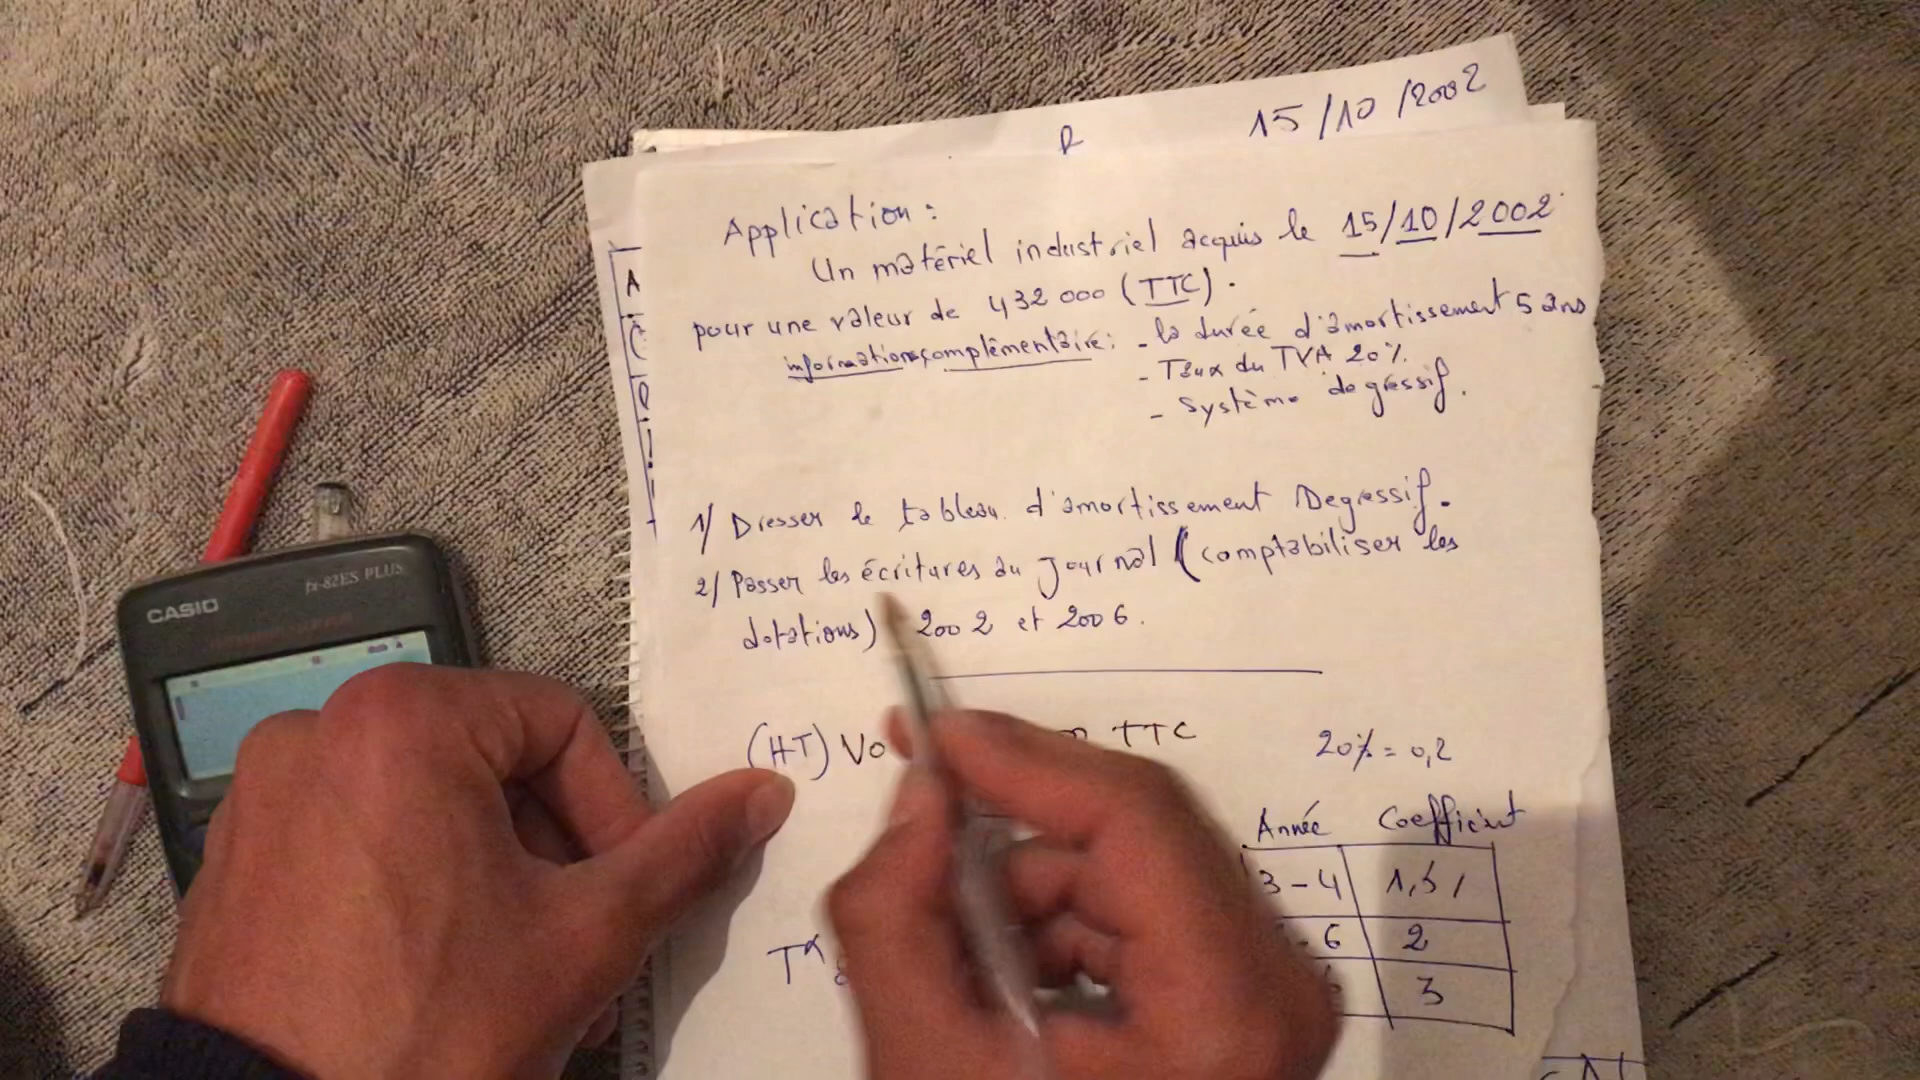 15/10/2002
R
Application :
Un matériel industriel acquis le 15/10/2002
pour une valeur de 432 000 (TTC).
informations complémentaire : - la durée d'amortissement 5 ans
- Taux du TVA 20%.
- Système degressif.
A
1/ Dresser le tableau d'amortissement Degressif.
2/ Passer les écritures au Journal (comptabiliser les
dotations) 2002 et 2006.
CASIO fx-82ES PLUS
(HT) Vo TTC 20% = 0,2
Année Coefficient
3-4 1,5
- 6 2
3